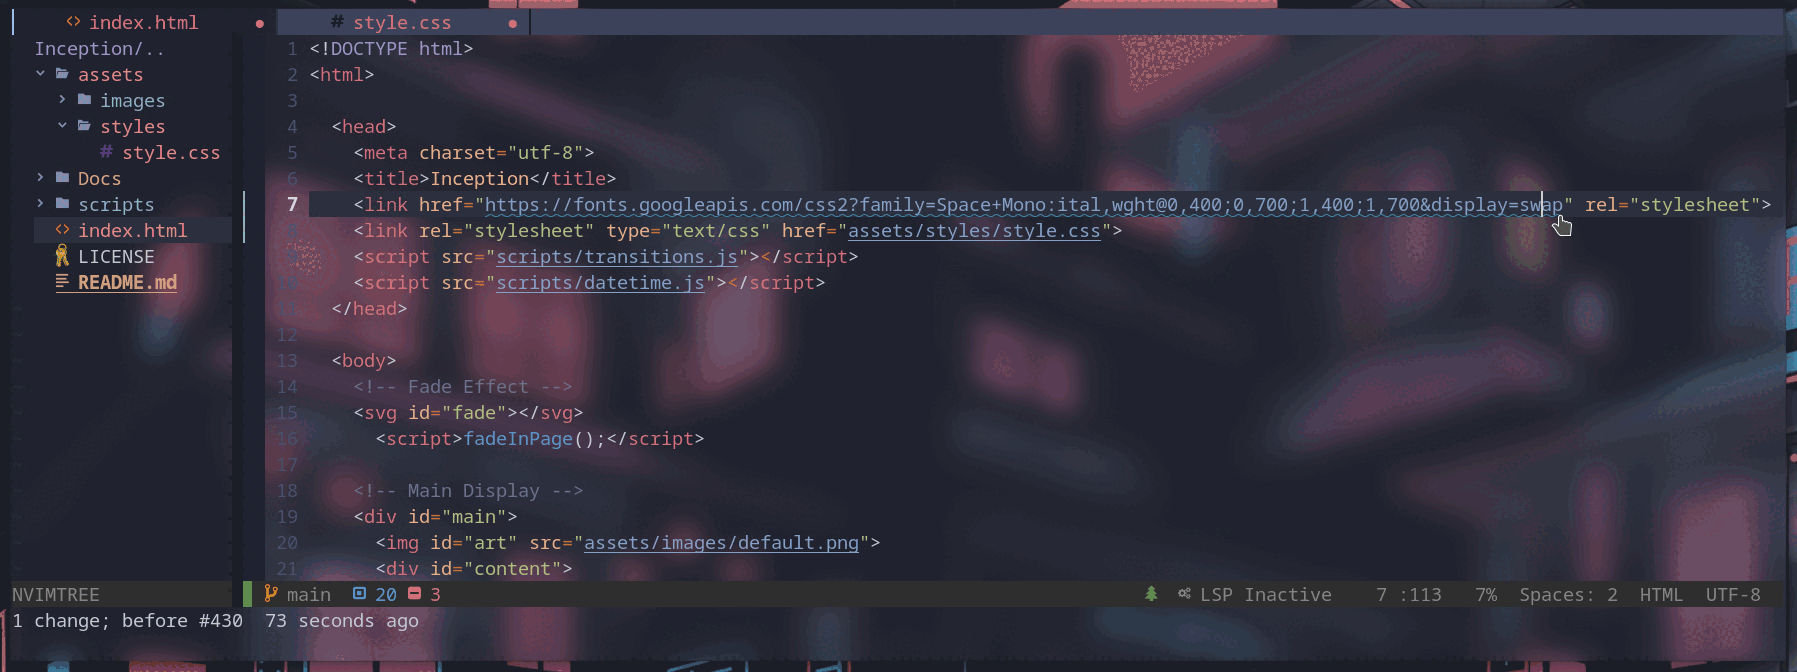 index.html
# style.css
Inception/..
assets
images
styles
# style.css
Docs
scripts
index.html
LICENSE
README.md
1 <!DOCTYPE html>
2 <html>
3
4 <head>
5 <meta charset="utf-8">
6 <title>Inception</title>
7 <link href="https://fonts.googleapis.com/css2?family=Space+Mono:ital,wght@0,400;0,700;1,400;1,700&display=swap" rel="stylesheet">
8 <link rel="stylesheet" type="text/css" href="assets/styles/style.css">
9 <script src="scripts/transitions.js"></script>
10 <script src="scripts/datetime.js"></script>
11 </head>
12
13 <body>
14 <!-- Fade Effect -->
15 <svg id="fade"></svg>
16 <script>fadeInPage();</script>
17
18 <!-- Main Display -->
19 <div id="main">
20 <img id="art" src="assets/images/default.png">
21 <div id="content">
NVIMTREE main 20 3 LSP Inactive 7 :113 7% Spaces: 2 HTML UTF-8
1 change; before #430 73 seconds ago